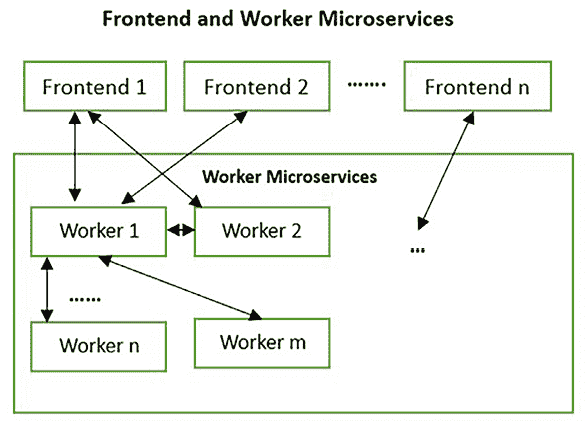 Frontend and Worker Microservices
Frontend 1
Frontend 2
.......
Frontend n
Worker Microservices
Worker 1
Worker 2
...
......
Worker n
Worker m